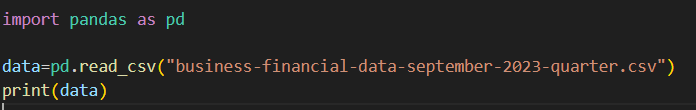 import pandas as pd
data=pd.read_csv("business-financial-data-september-2023-quarter.csv")
print(data)